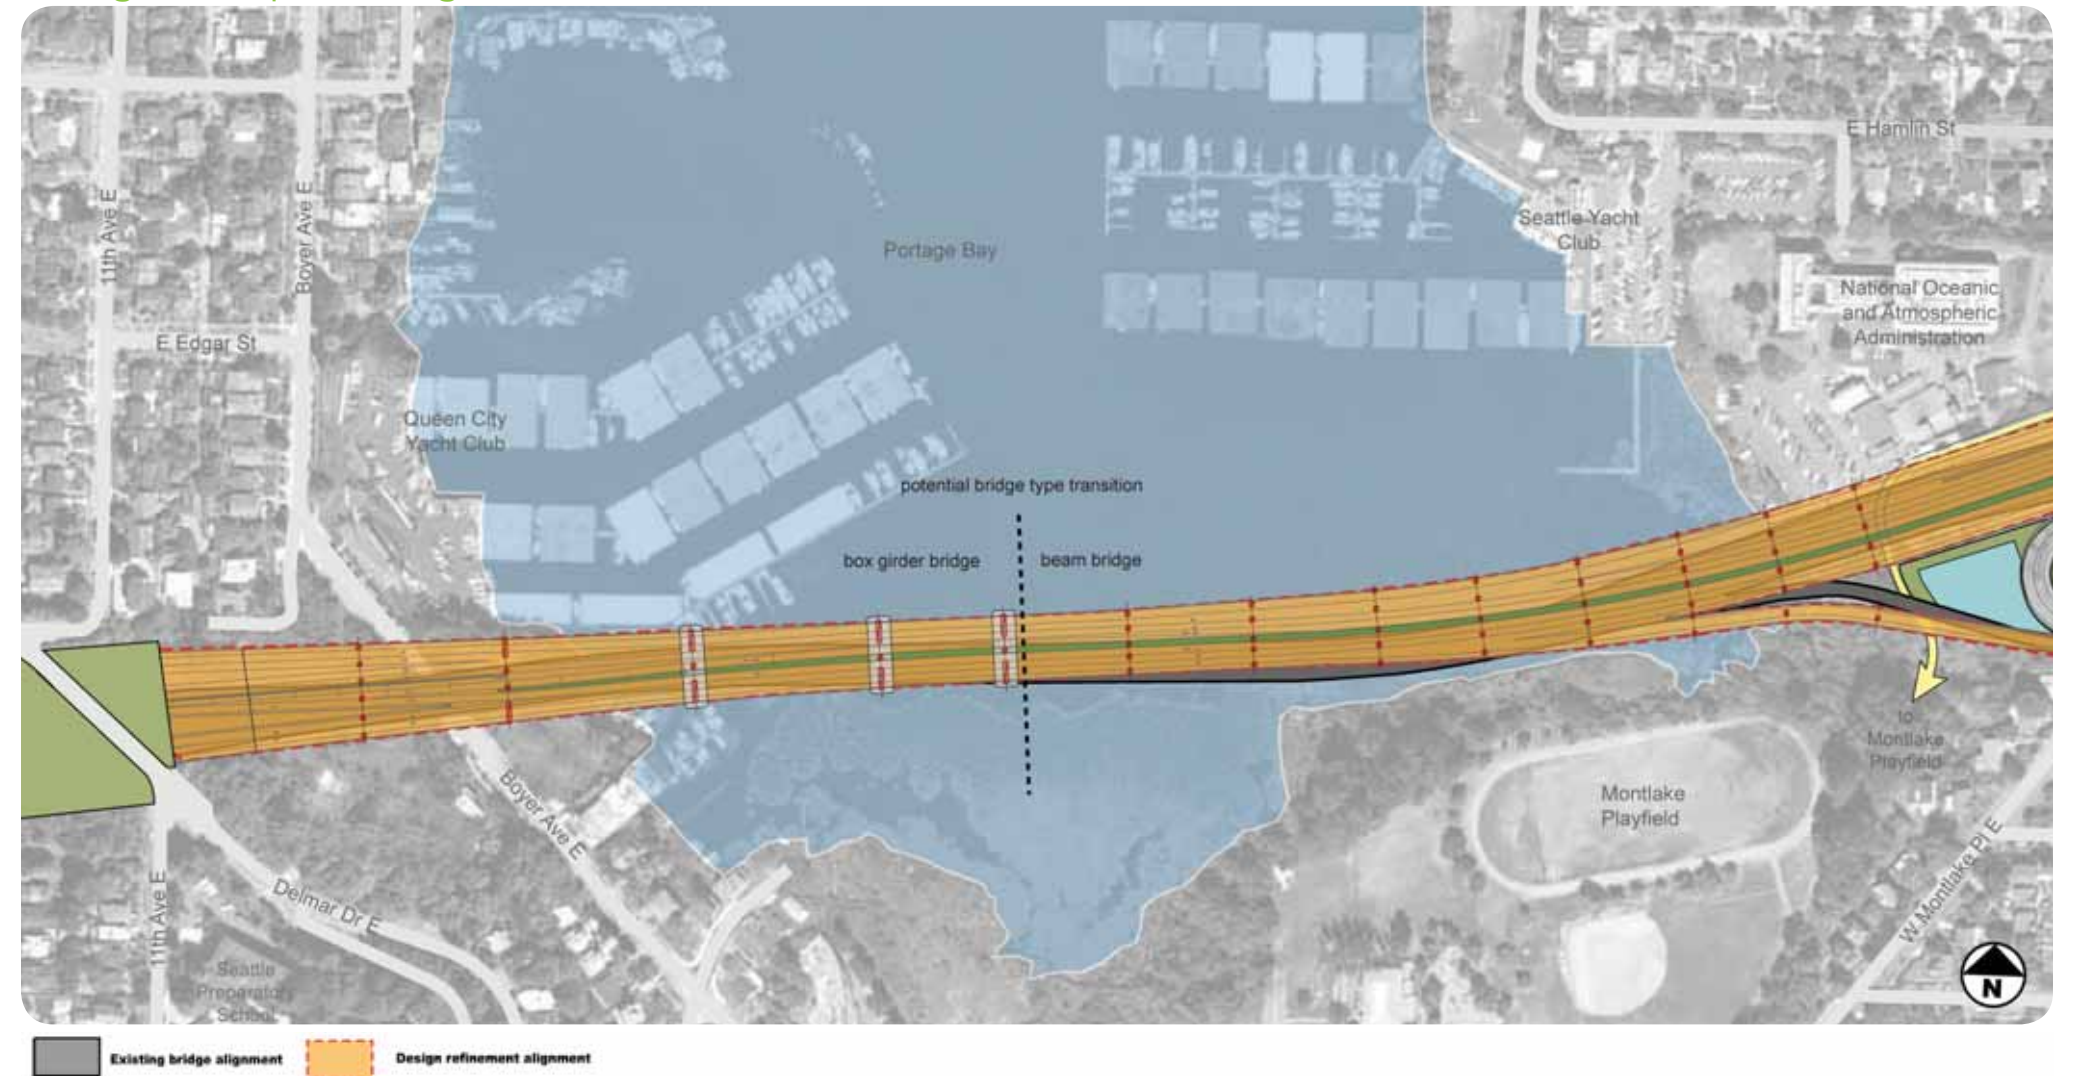 E Hamlin St
11th Ave E
Boyer Ave E
Seattle Yacht
Club
Portage Bay
National Oceanic
and Atmospheric
Administration
E Edgar St
Queen City
Yacht Club
potential bridge type transition
box girder bridge
beam bridge
to
Montlake
Playfield
Montlake
Playfield
Boyer Ave E
W Montlake Pl E
11th Ave E
Delmar Dr E
Seattle
Preparatory
School
N
Existing bridge alignment
Design refinement alignment